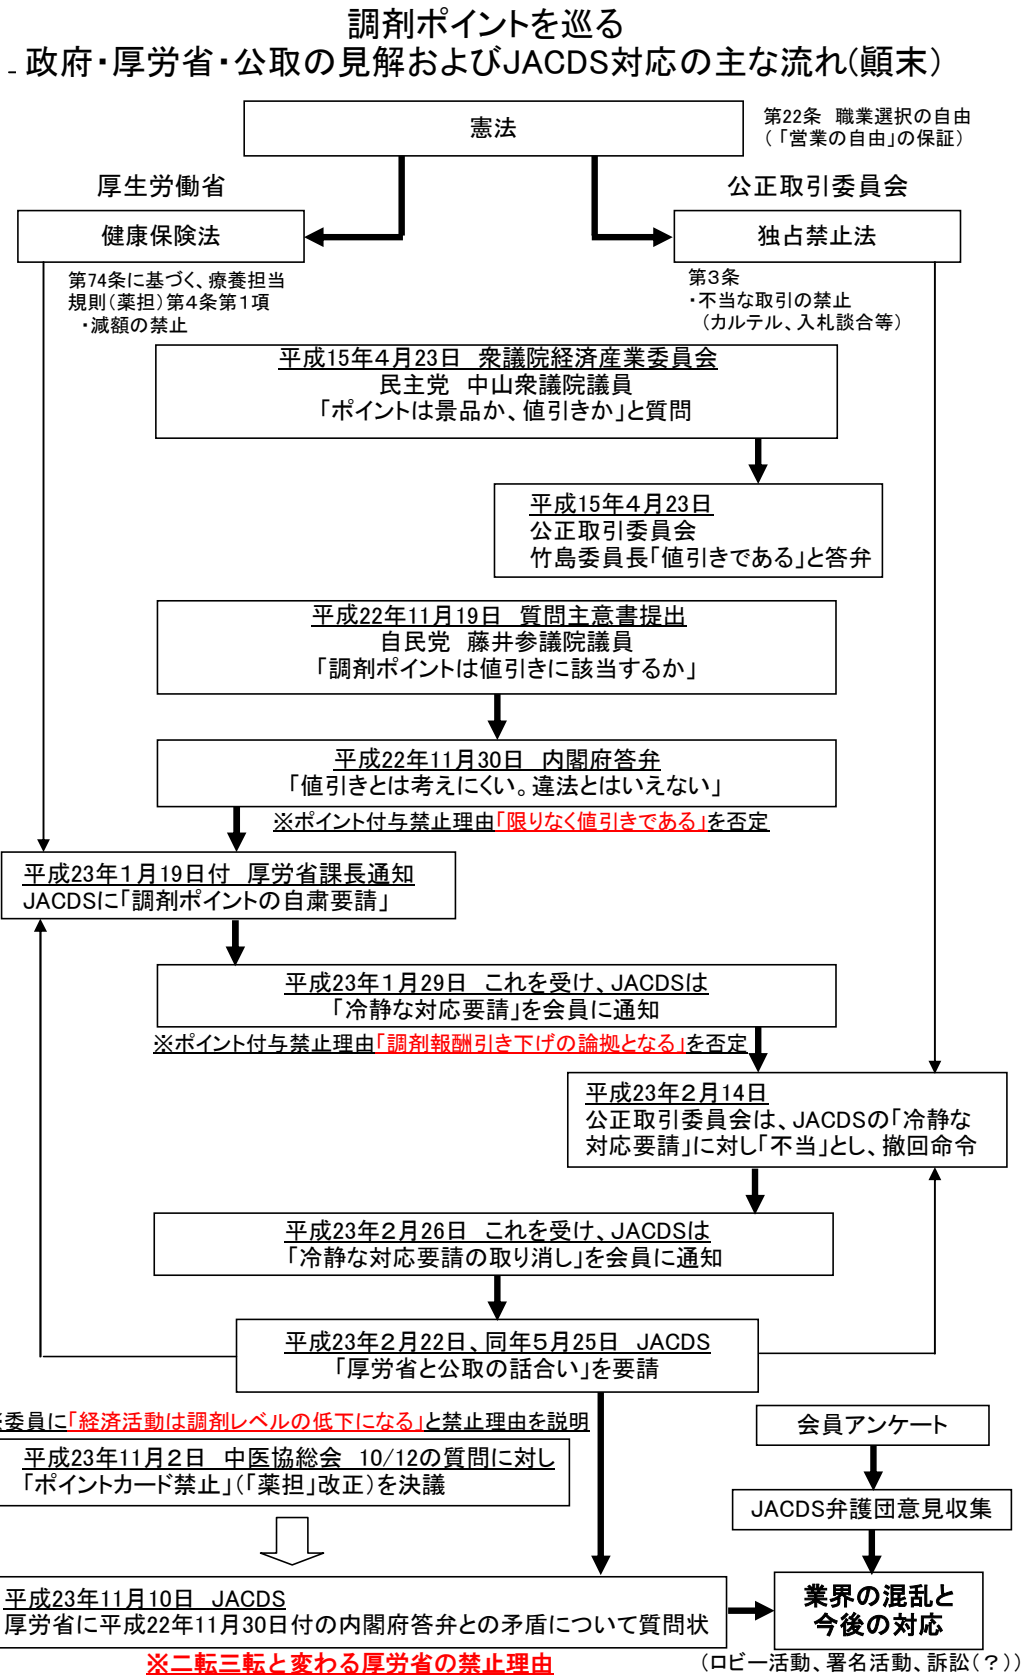 調剤ポイントを巡る
政府・厚労省・公取の見解およびJACDS対応の主な流れ(顛末)
憲法
第22条　職業選択の自由
(「営業の自由」の保証)
厚生労働省
公正取引委員会
健康保険法
独占禁止法
第74条に基づく、療養担当
規則(薬担)第４条第１項
・減額の禁止
第３条
・不当な取引の禁止
(カルテル、入札談合等)
平成15年４月23日　衆議院経済産業委員会
民主党　中山衆議院議員
「ポイントは景品か、値引きか」と質問
平成15年４月23日
公正取引委員会
竹島委員長「値引きである」と答弁
平成22年11月19日　質問主意書提出
自民党　藤井参議院議員
「調剤ポイントは値引きに該当するか」
平成22年11月30日　内閣府答弁
「値引きとは考えにくい。違法とはいえない」
※ポイント付与禁止理由「限りなく値引きである」を否定
平成23年１月19日付　厚労省課長通知
JACDSに「調剤ポイントの自粛要請」
平成23年１月29日　これを受け、JACDSは
「冷静な対応要請」を会員に通知
※ポイント付与禁止理由「調剤報酬引き下げの論拠となる」を否定
平成23年２月14日
公正取引委員会は、JACDSの「冷静な
対応要請」に対し「不当」とし、撤回命令
平成23年２月26日　これを受け、JACDSは
「冷静な対応要請の取り消し」を会員に通知
平成23年２月22日、同年５月25日　JACDS
「厚労省と公取の話合い」を要請
委員に「経済活動は調剤レベルの低下になる」と禁止理由を説明
平成23年11月２日　中医協総会　10/12の質問に対し
「ポイントカード禁止」(「薬担」改正)を決議
会員アンケート
JACDS弁護団意見収集
平成23年11月10日　JACDS
厚労省に平成22年11月30日付の内閣府答弁との矛盾について質問状
業界の混乱と
今後の対応
※二転三転と変わる厚労省の禁止理由
(ロビー活動、署名活動、訴訟(？))